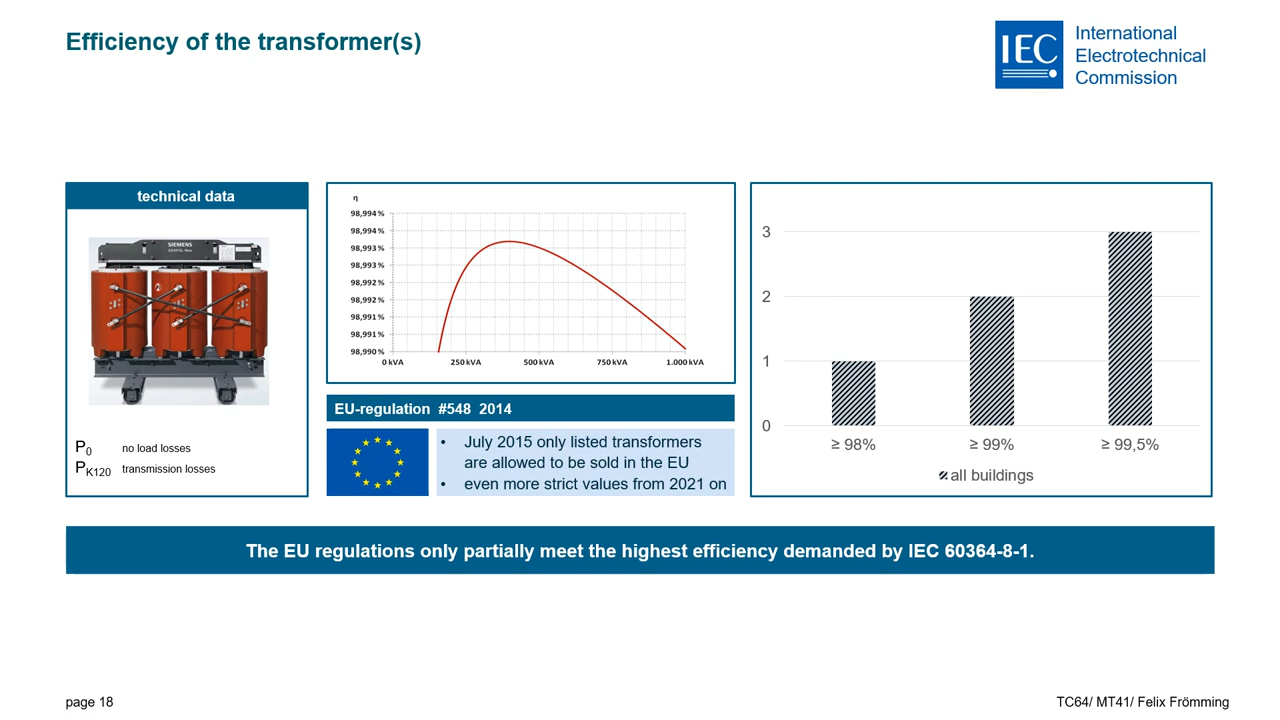 Efficiency of the transformer(s)
IEC
International
Electrotechnical
Commission
technical data
SIEMENS
P0 no load losses
PK120 transmission losses
η
98,994%
98,994%
98,993%
98,993%
98,992%
98,992%
98,991%
98,991%
98,990%
0 kVA 250 kVA 500 kVA 750 kVA 1.000 kVA
EU-regulation #548 2014
• July 2015 only listed transformers
are allowed to be sold in the EU
• even more strict values from 2021 on
3
2
1
0
≥ 98% ≥ 99% ≥ 99,5%
all buildings
The EU regulations only partially meet the highest efficiency demanded by IEC 60364-8-1.
page 18
TC64/ MT41/ Felix Frömming